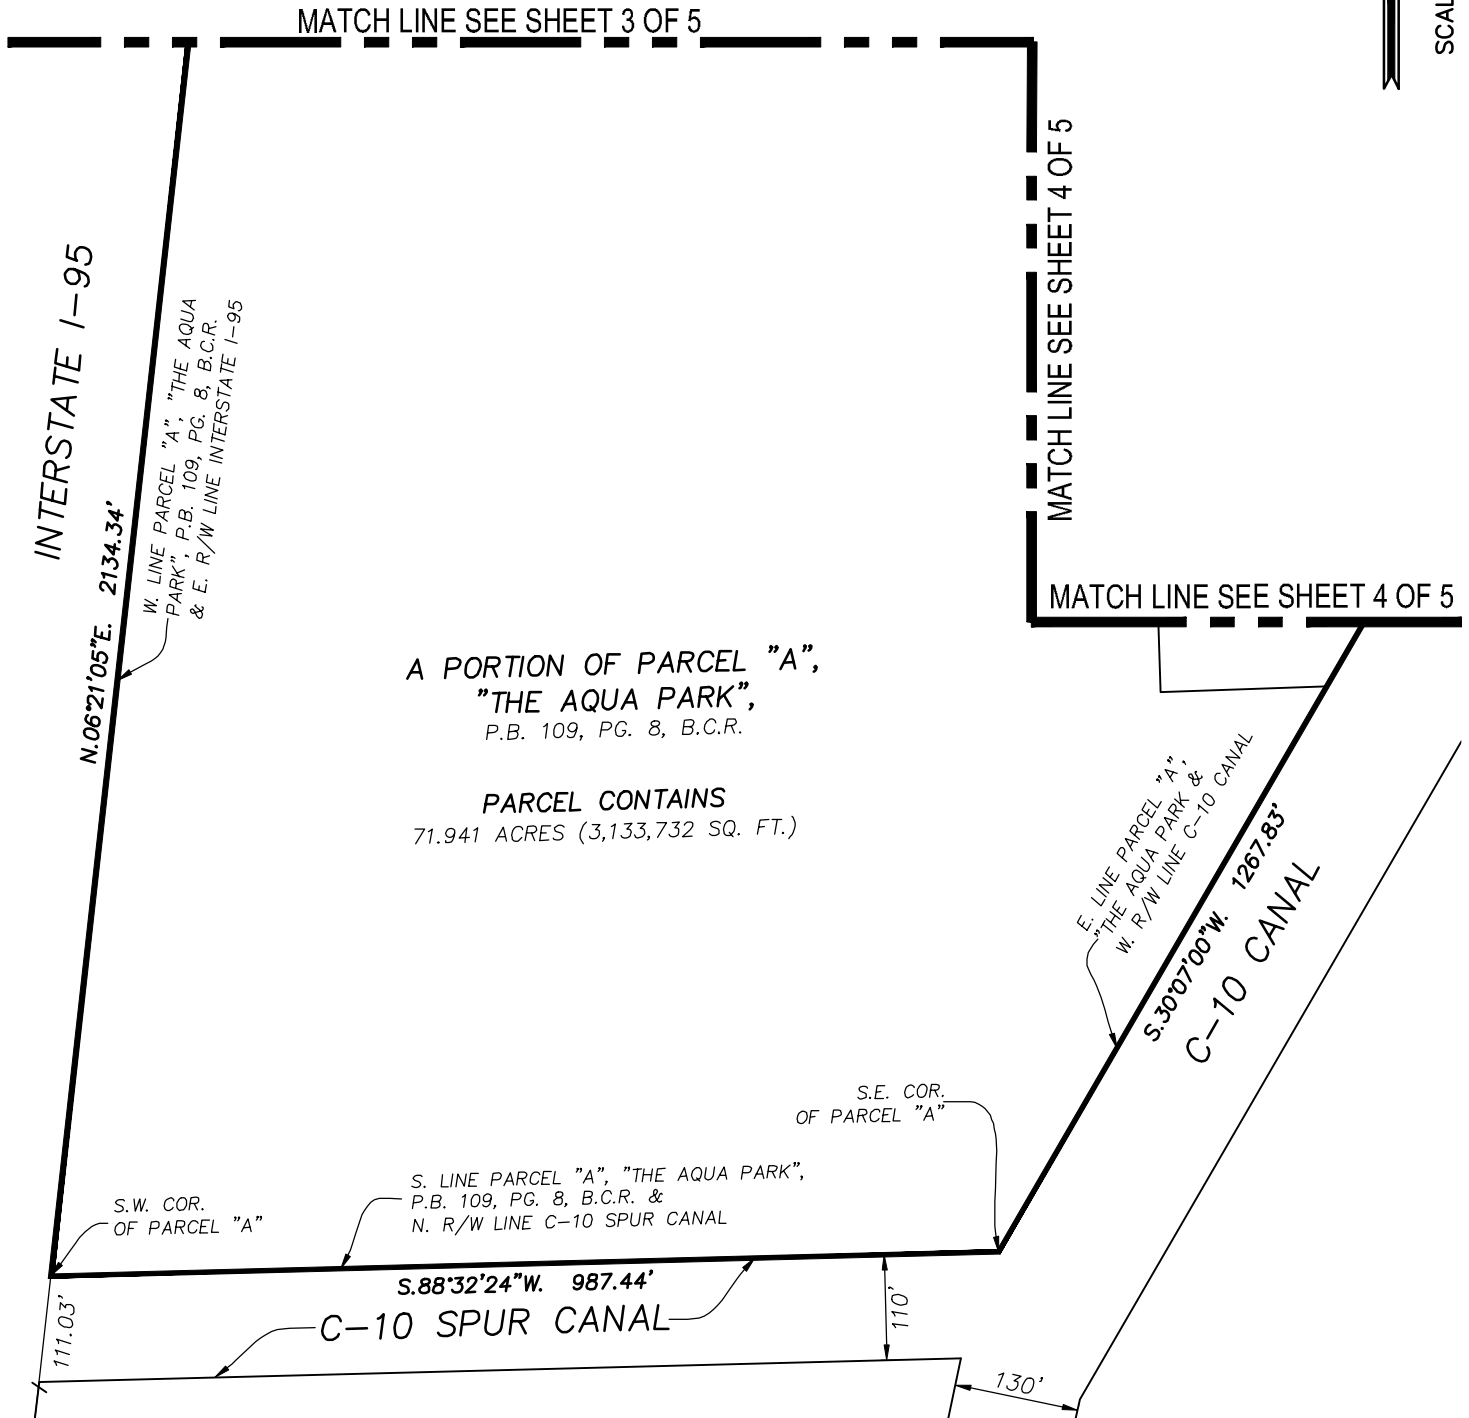 MATCH LINE SEE SHEET 3 OF 5
SCAL
MATCH LINE SEE SHEET 4 OF 5
INTERSTATE I-95
W. LINE PARCEL "A", "THE AQUA
PARK", P.B. 109, PG. 8, B.C.R.
& E. R/W LINE INTERSTATE I-95
N.06°21'05"E. 2134.34'
MATCH LINE SEE SHEET 4 OF 5
A PORTION OF PARCEL "A",
"THE AQUA PARK",
P.B. 109, PG. 8, B.C.R.
PARCEL CONTAINS
71.941 ACRES (3,133,732 SQ. FT.)
E. LINE PARCEL "A",
"THE AQUA PARK &
W. R/W LINE C-10 CANAL
S.30°07'00"W. 1267.83'
C-10 CANAL
S.E. COR.
OF PARCEL "A"
S. LINE PARCEL "A", "THE AQUA PARK",
P.B. 109, PG. 8, B.C.R. &
N. R/W LINE C-10 SPUR CANAL
S.W. COR.
OF PARCEL "A"
S.88°32'24"W. 987.44'
C-10 SPUR CANAL
111.03'
110'
130'